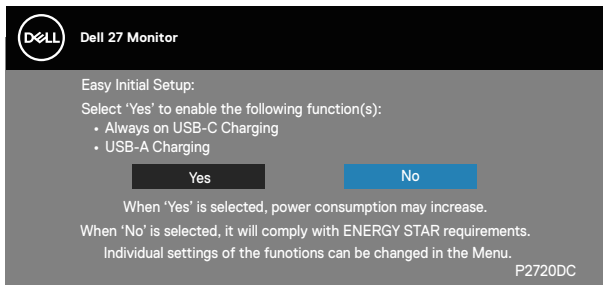 DELL Dell 27 Monitor
Easy Initial Setup:
Select ‘Yes’ to enable the following function(s):
• Always on USB-C Charging
• USB-A Charging
Yes No
When ‘Yes’ is selected, power consumption may increase.
When ‘No’ is selected, it will comply with ENERGY STAR requirements.
Individual settings of the funotions can be changed in the Menu.
P2720DC